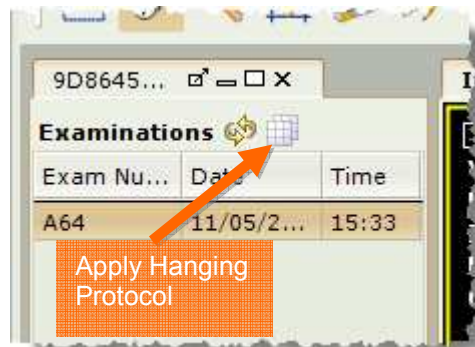 9D8645...
Examinations
Exam Nu... Date Time
A64 11/05/2... 15:33
Apply Hanging
Protocol